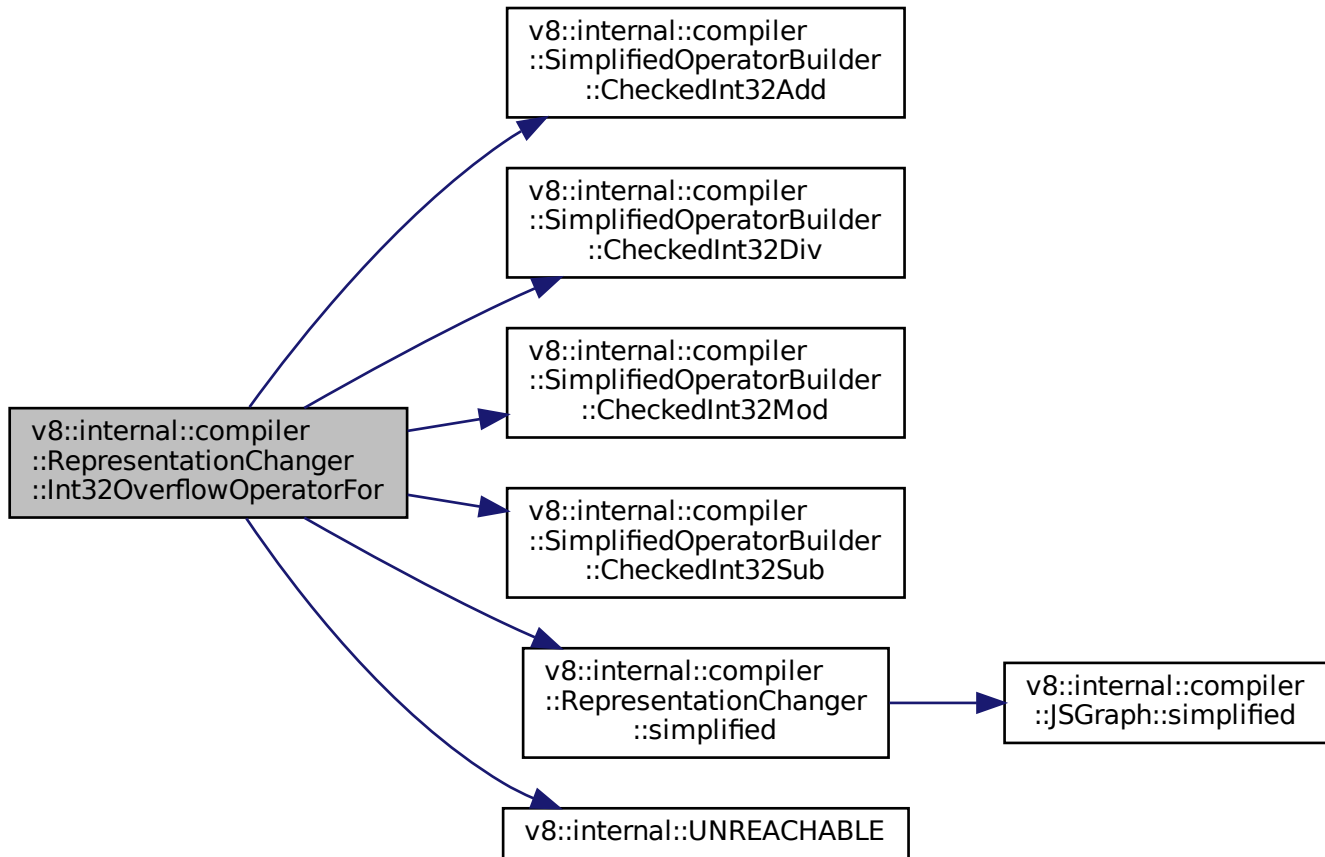 v8::internal::compiler
::SimplifiedOperatorBuilder
::CheckedInt32Add
v8::internal::compiler
::SimplifiedOperatorBuilder
::CheckedInt32Div
v8::internal::compiler
::SimplifiedOperatorBuilder
::CheckedInt32Mod
v8::internal::compiler
::RepresentationChanger
::Int32OverflowOperatorFor
v8::internal::compiler
::SimplifiedOperatorBuilder
::CheckedInt32Sub
v8::internal::compiler
::RepresentationChanger
::simplified
v8::internal::compiler
::JSGraph::simplified
v8::internal::UNREACHABLE